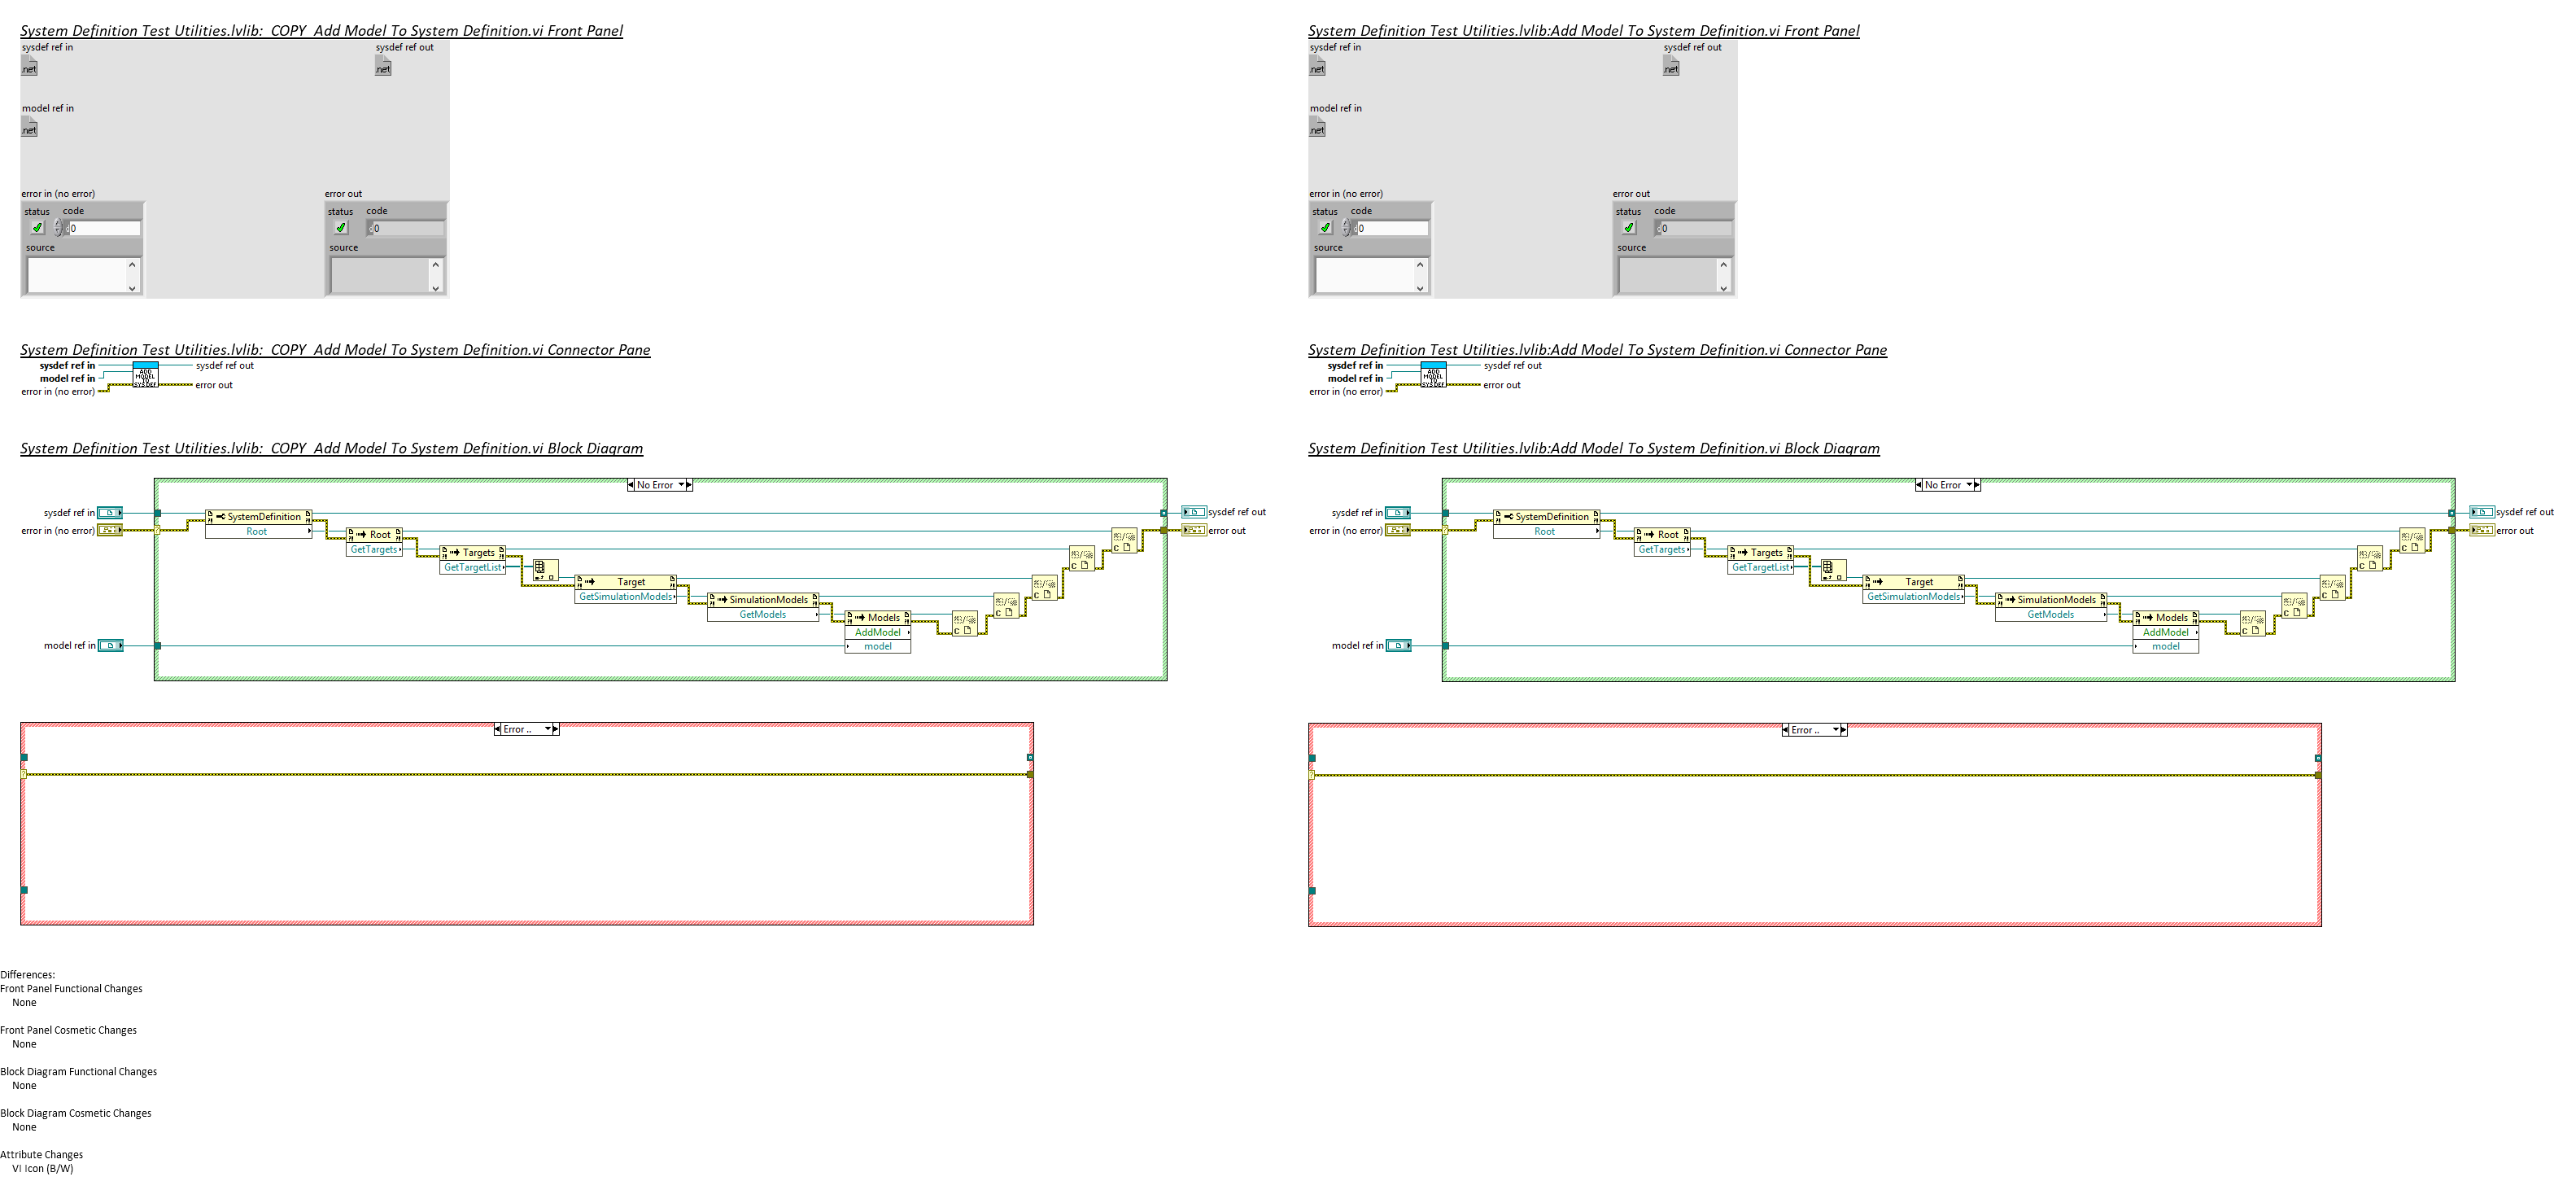 System Definition Test Utilities.lvlib:  COPY  Add Model To System Definition.vi Front Panel
sysdef ref in
sysdef ref out
.net
.net
model ref in
.net
error in (no error)
error out
status code
status code
0
0
source
source
System Definition Test Utilities.lvlib:  COPY  Add Model To System Definition.vi Connector Pane
sysdef ref in
ADD MODEL TO SYSDEF
sysdef ref out
model ref in
error in (no error)
error out
System Definition Test Utilities.lvlib:  COPY  Add Model To System Definition.vi Block Diagram
No Error
sysdef ref in
SystemDefinition
sysdef ref out
error in (no error)
Root
error out
Root
GetTargets
Targets
GetTargetList
Target
GetSimulationModels
SimulationModels
GetModels
Models
AddModel
model ref in
model
Error ..
System Definition Test Utilities.lvlib:Add Model To System Definition.vi Front Panel
sysdef ref in
sysdef ref out
.net
.net
model ref in
.net
error in (no error)
error out
status code
status code
0
0
source
source
System Definition Test Utilities.lvlib:Add Model To System Definition.vi Connector Pane
sysdef ref in
ADD MODEL TO SYSDEF
sysdef ref out
model ref in
error in (no error)
error out
System Definition Test Utilities.lvlib:Add Model To System Definition.vi Block Diagram
No Error
sysdef ref in
SystemDefinition
sysdef ref out
error in (no error)
Root
error out
Root
GetTargets
Targets
GetTargetList
Target
GetSimulationModels
SimulationModels
GetModels
Models
AddModel
model ref in
model
Error ..
Differences:
Front Panel Functional Changes
None
Front Panel Cosmetic Changes
None
Block Diagram Functional Changes
None
Block Diagram Cosmetic Changes
None
Attribute Changes
VI Icon (B/W)